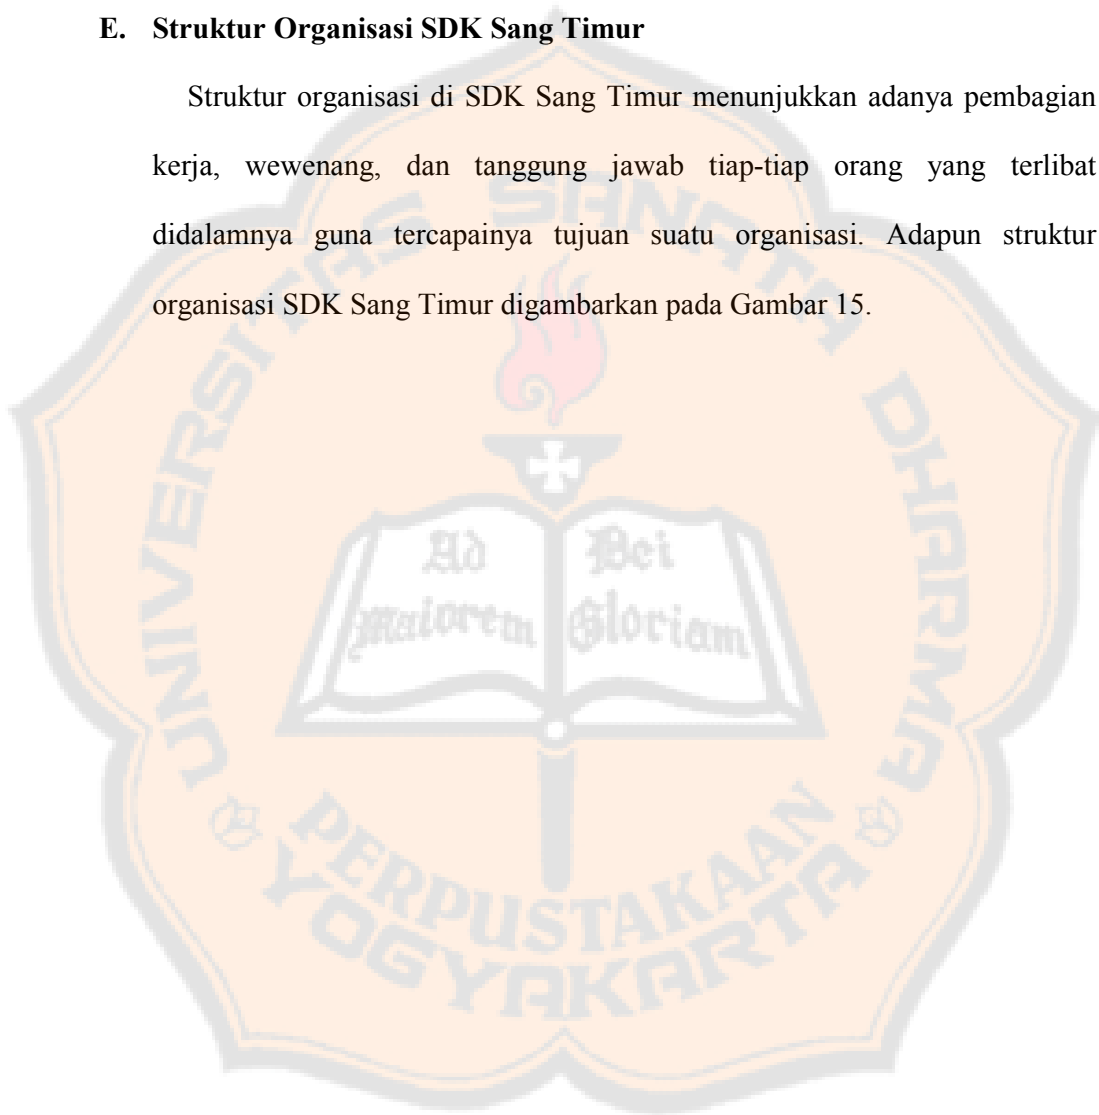 E. Struktur Organisasi SDK Sang Timur
Struktur organisasi di SDK Sang Timur menunjukkan adanya pembagian
kerja, wewenang, dan tanggung jawab tiap-tiap orang yang terlibat
didalamnya guna tercapainya tujuan suatu organisasi. Adapun struktur
organisasi SDK Sang Timur digambarkan pada Gambar 15.
UNIVERSITAS SANATA DHARMA
Ad Dei
Maiorem Gloriam
PERPUSTAKAAN
YOGYAKARTA